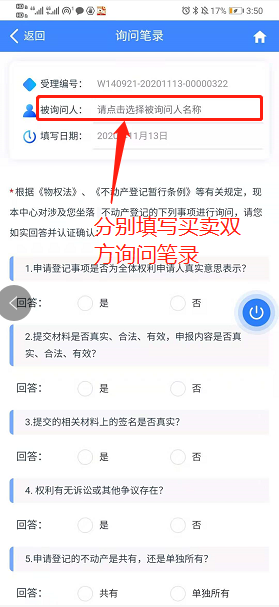 3:50
返回
询问笔录
受理编号： W140921-20201113-00000322
被询问人： 请点击选择被询问人名称
填写日期： 2020年11月13日
*根据《物权法》、《不动产登记暂行条例》等有关规定，现
本中心对涉及您坐落 不动产登记的下列事项进行询问，请您
如实回答并认证确认。
分别填写买卖双
方询问笔录
1.申请登记事项是否为全体权利申请人真实意思表示?
回答： 是 否
2.提交材料是否真实、合法、有效，申报内容是否真
实、合法、有效?
回答： 是 否
3.提交的相关材料上的签名是否真实?
回答： 是 否
4. 权利有无诉讼或其他争议存在?
回答： 是 否
5.申请登记的不动产是共有，还是单独所有?
回答： 共有 单独所有